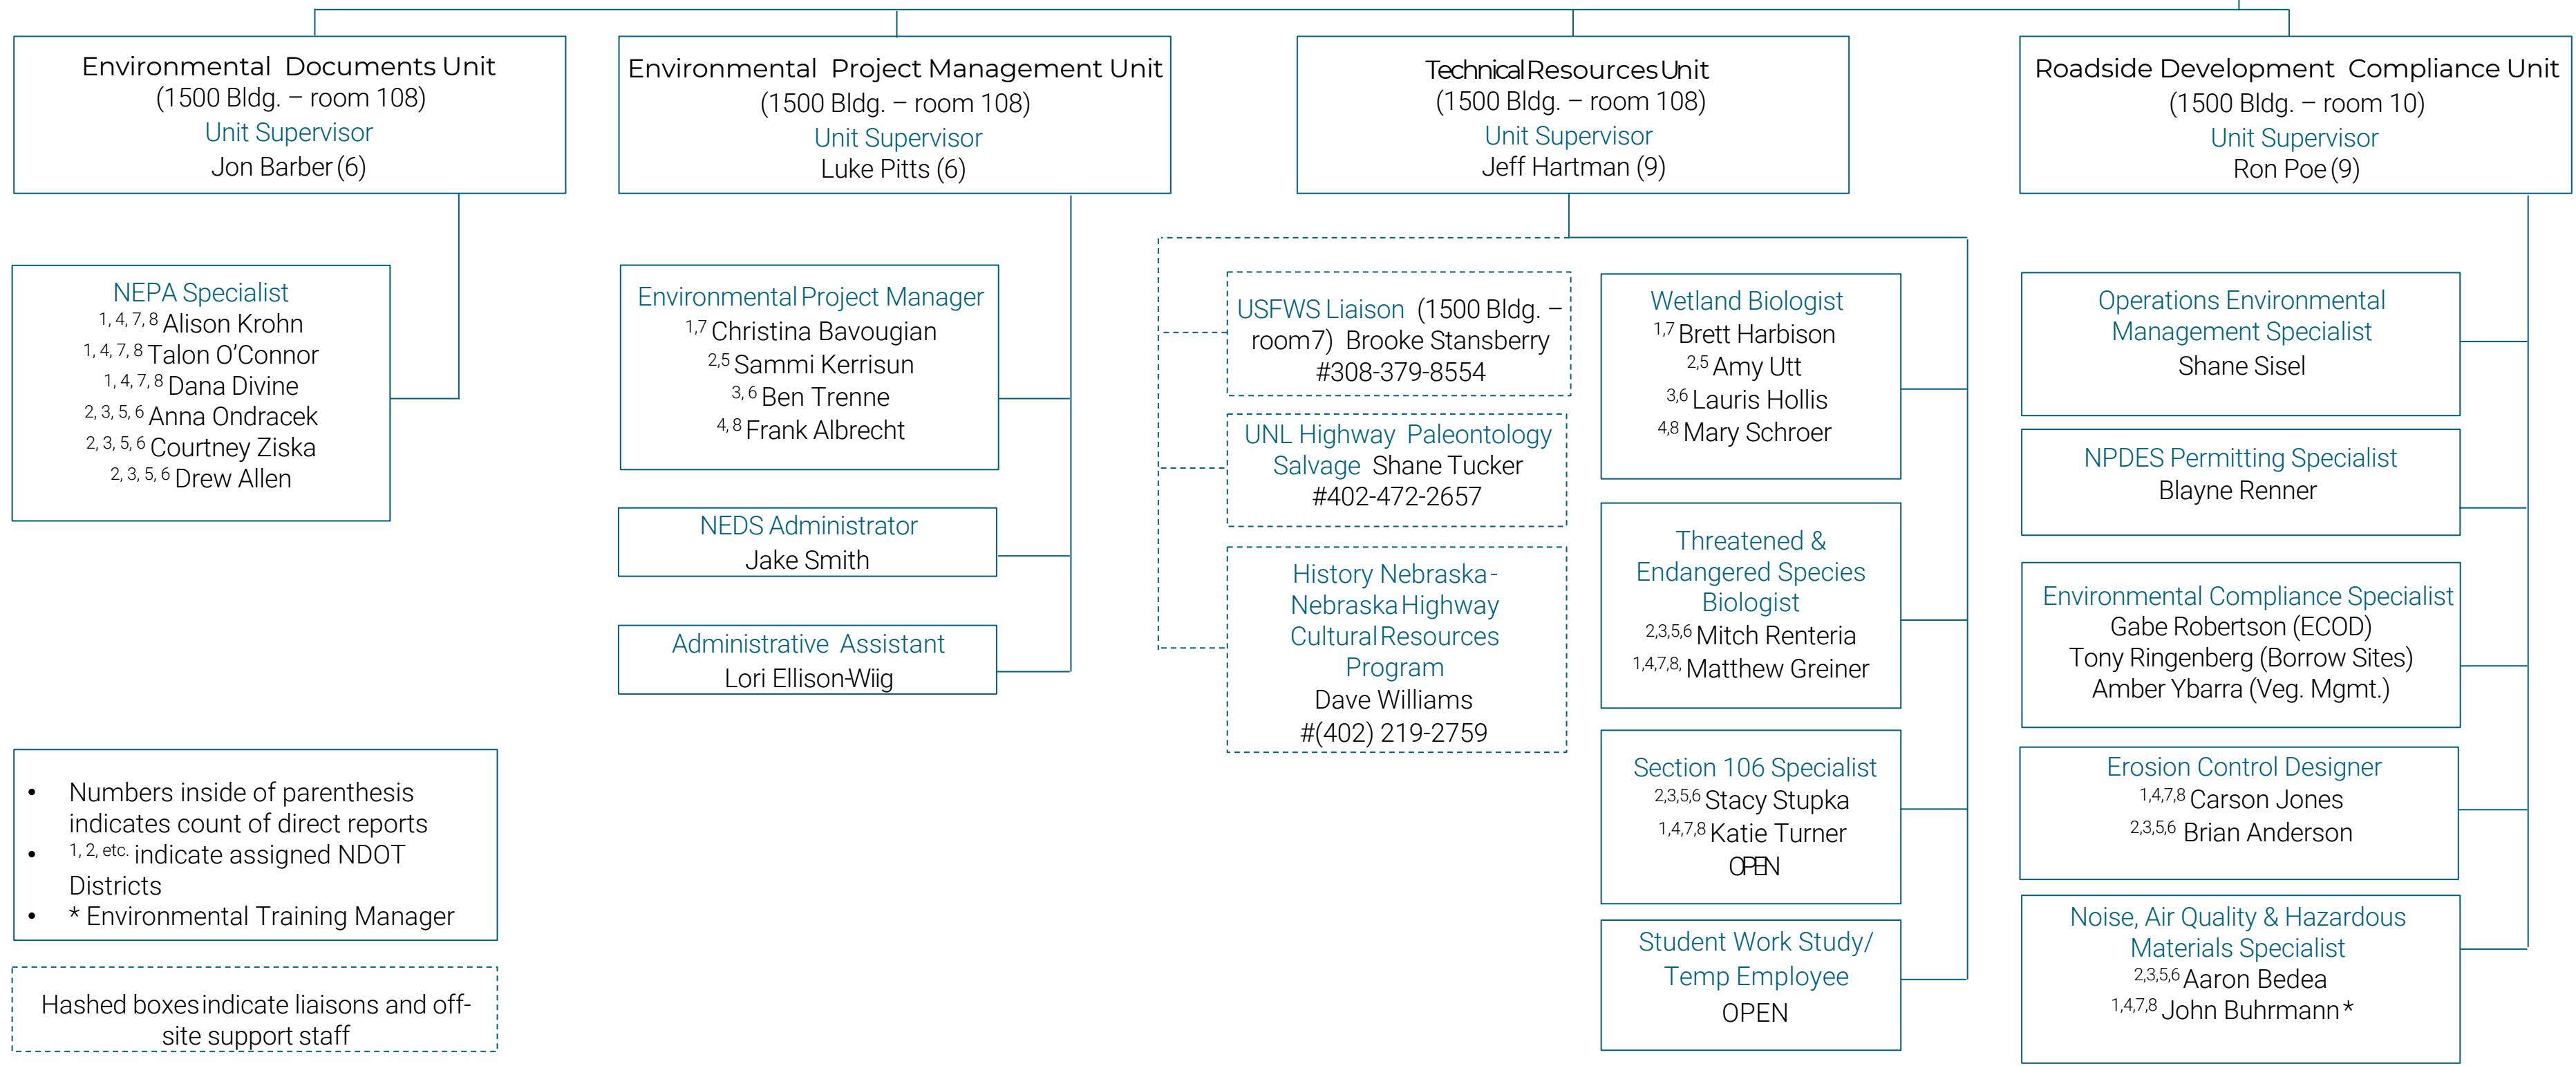 Environmental Documents Unit
(1500 Bldg. – room 108)
Unit Supervisor
Jon Barber (6)
NEPA Specialist
1, 4, 7, 8 Alison Krohn
1, 4, 7, 8 Talon O’Connor
1, 4, 7, 8 Dana Divine
2, 3, 5, 6 Anna Ondracek
2, 3, 5, 6 Courtney Ziska
2, 3, 5, 6 Drew Allen
• Numbers inside of parenthesis
indicates count of direct reports
• 1, 2, etc. indicate assigned NDOT
Districts
• * Environmental Training Manager
Hashed boxes indicate liaisons and off-
site support staff
Environmental Project Management Unit
(1500 Bldg. – room 108)
Unit Supervisor
Luke Pitts (6)
Environmental Project Manager
1,7 Christina Bavougian
2,5 Sammi Kerrisun
3, 6 Ben Trenne
4, 8 Frank Albrecht
NEDS Administrator
Jake Smith
Administrative Assistant
Lori Ellison-Wiig
Technical Resources Unit
(1500 Bldg. – room 108)
Unit Supervisor
Jeff Hartman (9)
USFWS Liaison (1500 Bldg. –
room7) Brooke Stansberry
#308-379-8554
UNL Highway Paleontology
Salvage Shane Tucker
#402-472-2657
History Nebraska-
Nebraska Highway
Cultural Resources
Program
Dave Williams
#(402) 219-2759
Wetland Biologist
1,7 Brett Harbison
2,5 Amy Utt
3,6 Lauris Hollis
4,8 Mary Schroer
Threatened &
Endangered Species
Biologist
2,3,5,6 Mitch Renteria
1,4,7,8, Matthew Greiner
Section 106 Specialist
2,3,5,6 Stacy Stupka
1,4,7,8 Katie Turner
OPEN
Student Work Study/
Temp Employee
OPEN
Roadside Development Compliance Unit
(1500 Bldg. – room 10)
Unit Supervisor
Ron Poe (9)
Operations Environmental
Management Specialist
Shane Sisel
NPDES Permitting Specialist
Blayne Renner
Environmental Compliance Specialist
Gabe Robertson (ECOD)
Tony Ringenberg (Borrow Sites)
Amber Ybarra (Veg. Mgmt.)
Erosion Control Designer
1,4,7,8 Carson Jones
2,3,5,6 Brian Anderson
Noise, Air Quality & Hazardous
Materials Specialist
2,3,5,6 Aaron Bedea
1,4,7,8 John Buhrmann*